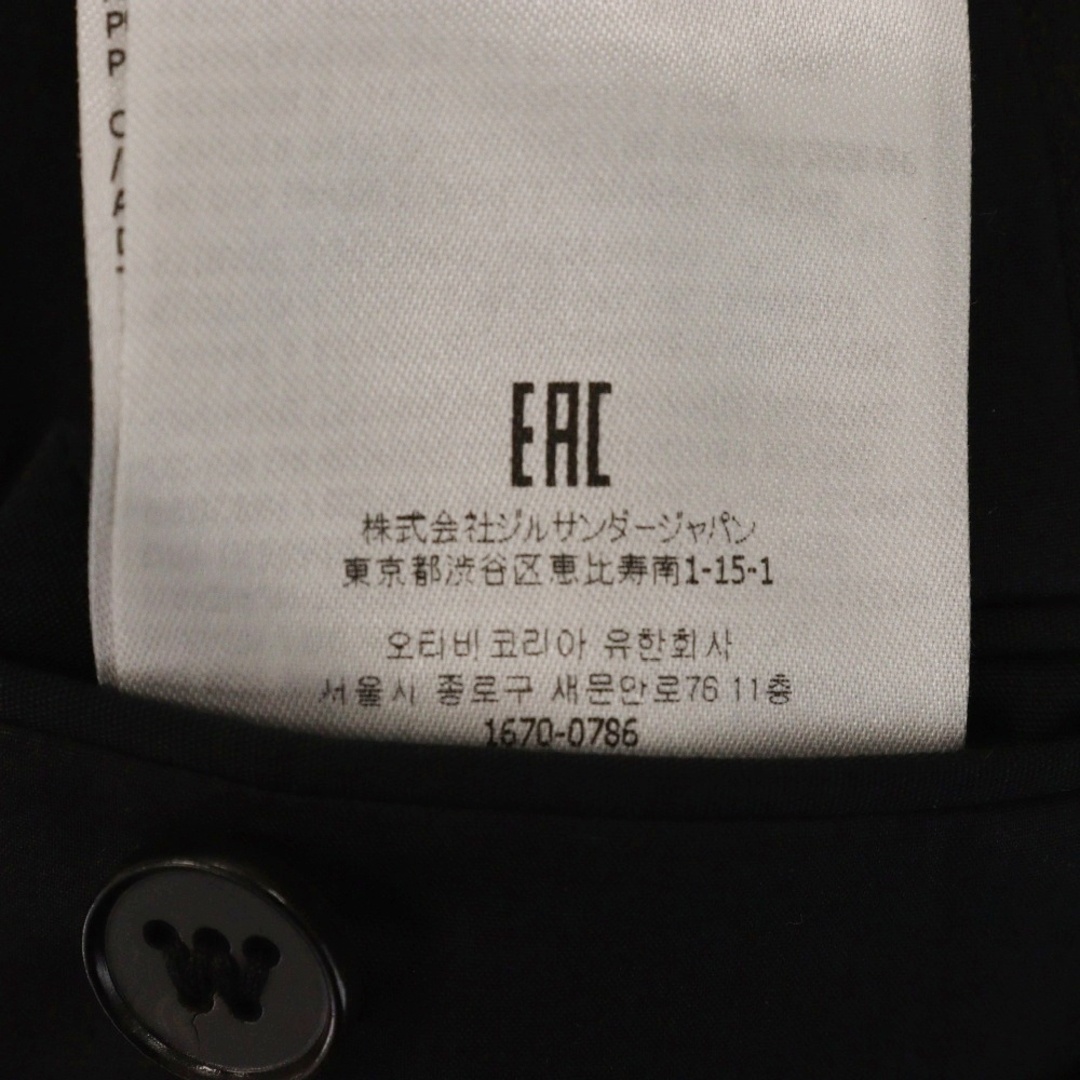 EAC
株式会社ジルサンダージャパン
東京都渋谷区恵比寿南1-15-1
오티비 코리아 유한회사
서울시 종로구 새문안로76 11층
1670-0786